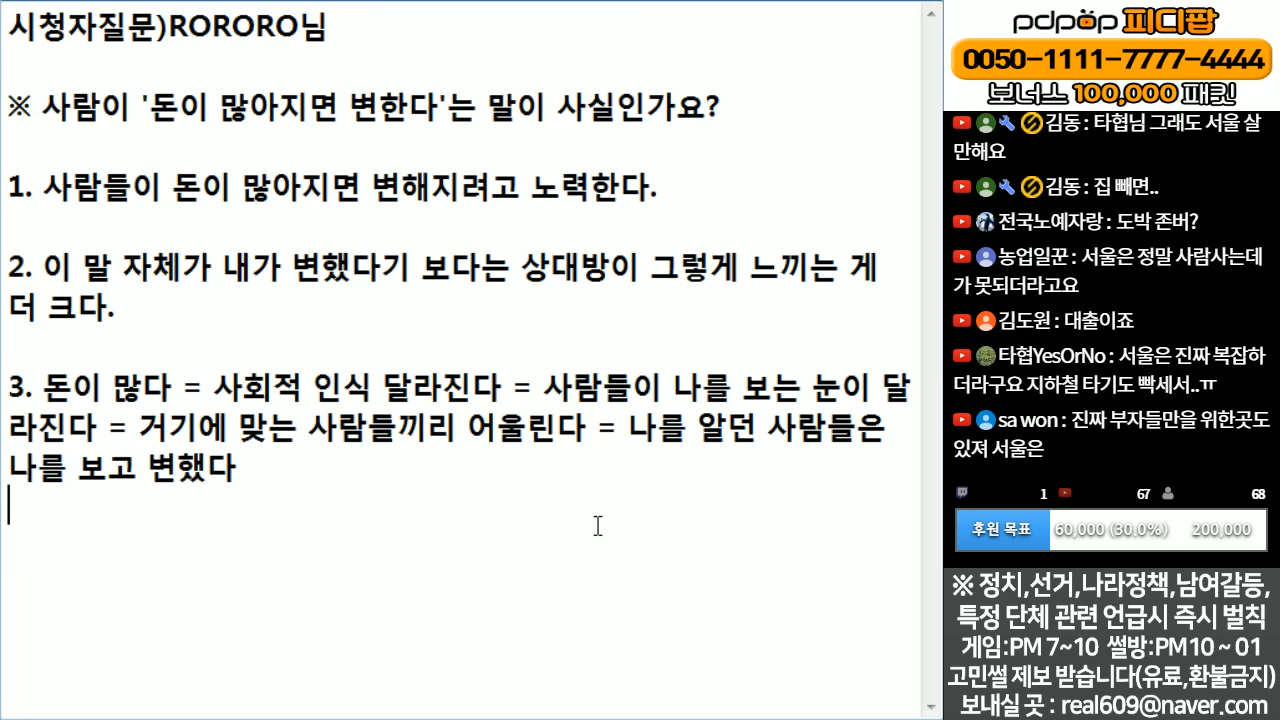 시청자질문)RORORO님
※ 사람이 '돈이 많아지면 변한다'는 말이 사실인가요?
1. 사람들이 돈이 많아지면 변해지려고 노력한다.
2. 이 말 자체가 내가 변했다기 보다는 상대방이 그렇게 느끼는 게
더 크다.
3. 돈이 많다 = 사회적 인식 달라진다 = 사람들이 나를 보는 눈이 달
라진다 = 거기에 맞는 사람들끼리 어울린다 = 나를 알던 사람들은
나를 보고 변했다
pdpop 피디팝
0050-1111-7777-4444
보너스 100,000 패킷
김동 : 타협님 그래도 서울 살
만해요
김동 : 집 빼면..
전국노예자랑 : 도박 존버?
농업일꾼 : 서울은 정말 사람사는데
가 못되더라고요
김도원 : 대출이죠
타협YesOrNo : 서울은 진짜 복잡하
더라구요 지하철 타기도 빡세서..ㅠ
sa won : 진짜 부자들만을 위한곳도
있져 서울은
1 67 68
후원 목표 60,000 (30.0%) 200,000
※ 정치,선거,나라정책,남여갈등,
특정 단체 관련 언급시 즉시 벌칙
게임:PM 7~10 썰방:PM10 ~ 01
고민썰 제보 받습니다(유료,환불금지)
보내실 곳 : real609@naver.com